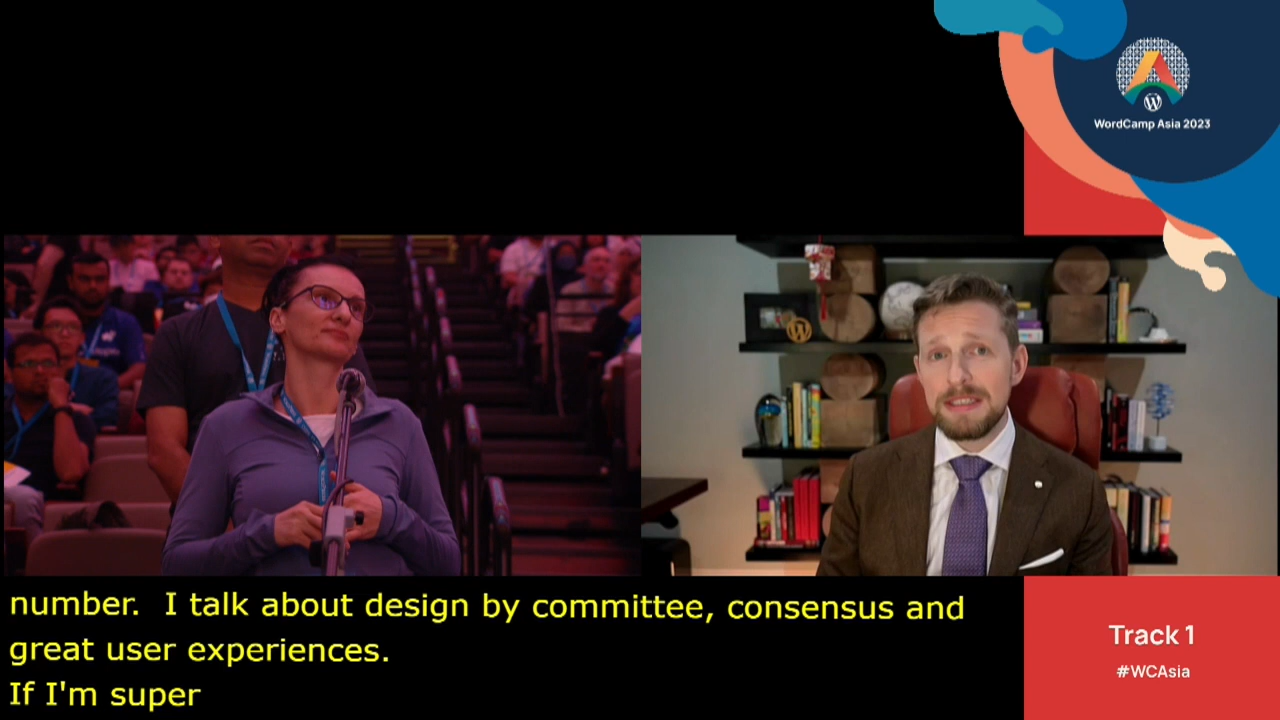 WordCamp Asia 2023
number.  I talk about design by committee, consensus and
great user experiences.
If I'm super
Track 1
#WCAsia